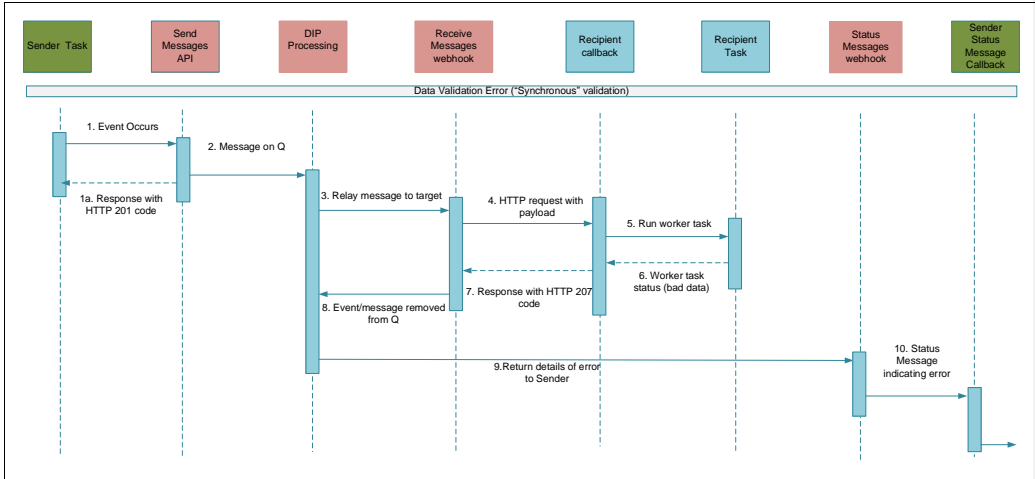 Sender Task
Send
Messages
API
DIP
Processing
Receive
Messages
webhook
Recipient
callback
Recipient
Task
Status
Messages
webhook
Sender
Status
Message
Callback
Data Validation Error ("Synchronous" validation)
1. Event Occurs
2. Message on Q
1a. Response with
HTTP 201 code
3. Relay message to target
4. HTTP request with
payload
5. Run worker task
6. Worker task
status (bad data)
7. Response with HTTP 207
code
8. Event/message removed
from Q
9.Return details of error
to Sender
10. Status
Message
indicating error